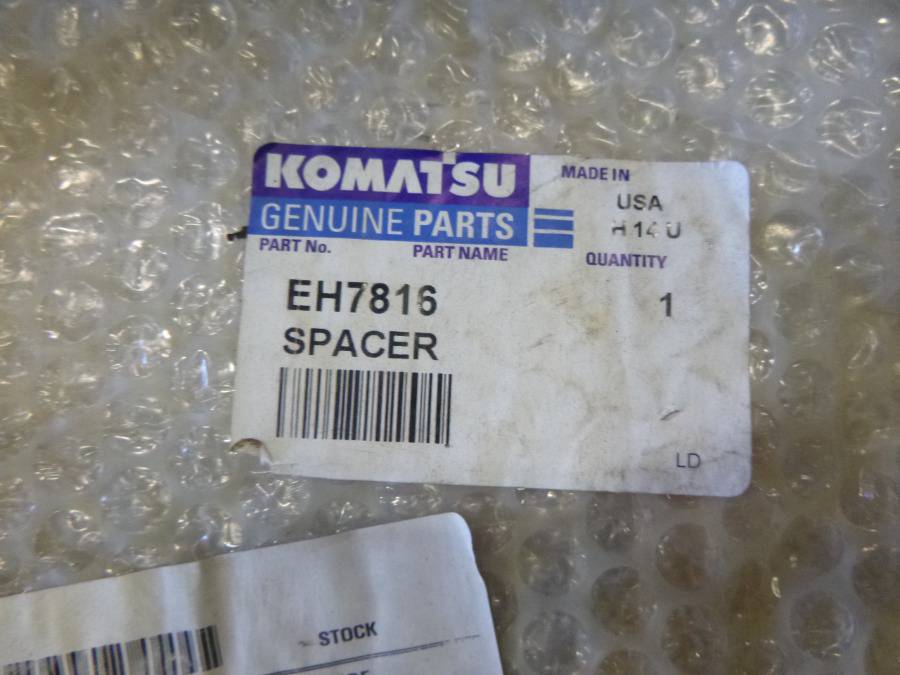 KOMATSU
GENUINE PARTS
MADE IN
USA
H 14 U
PART No. PART NAME QUANTITY
EH7816 1
SPACER
LD
STOCK